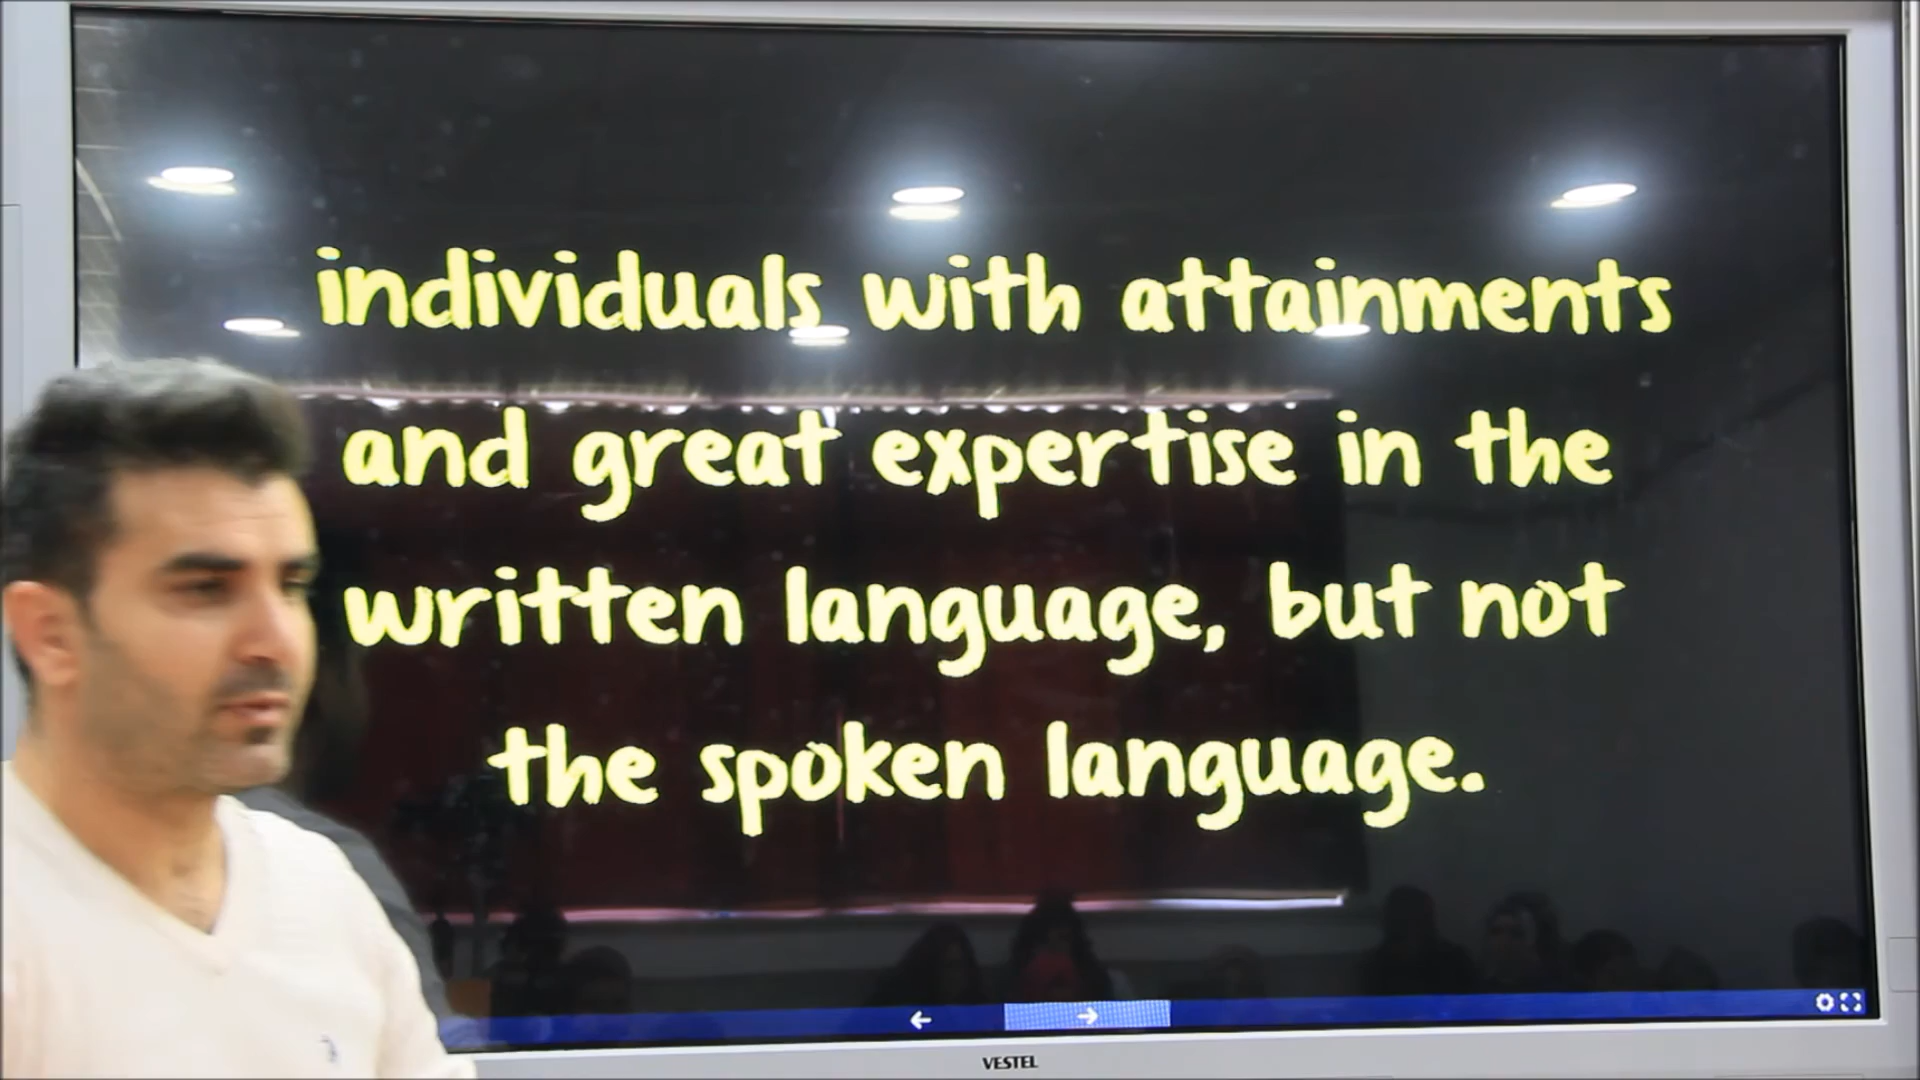 individuals with attainments
and great expertise in the
written language, but not
the spoken language.
VESTEL